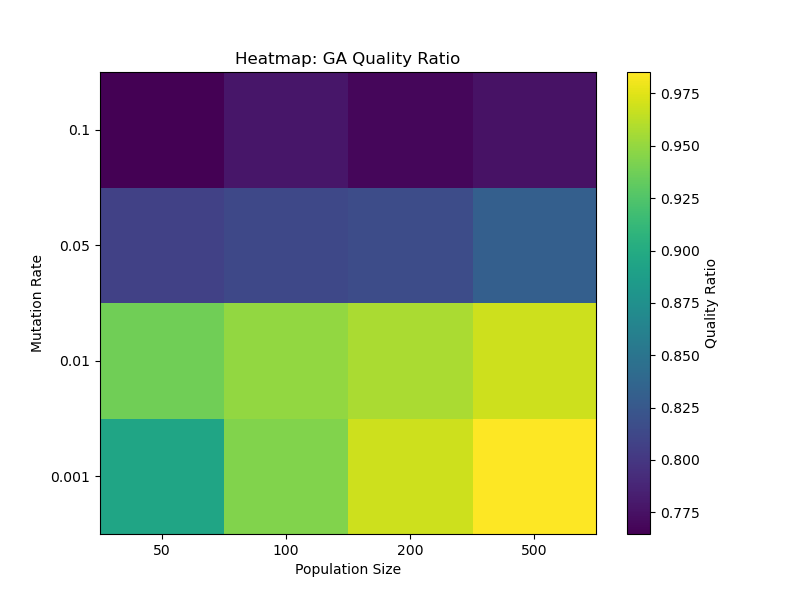 Heatmap: GA Quality Ratio
0.1
0.05
0.01
0.001
Mutation Rate
50 100 200 500
Population Size
0.975
0.950
0.925
0.900
0.875
0.850
0.825
0.800
0.775
Quality Ratio